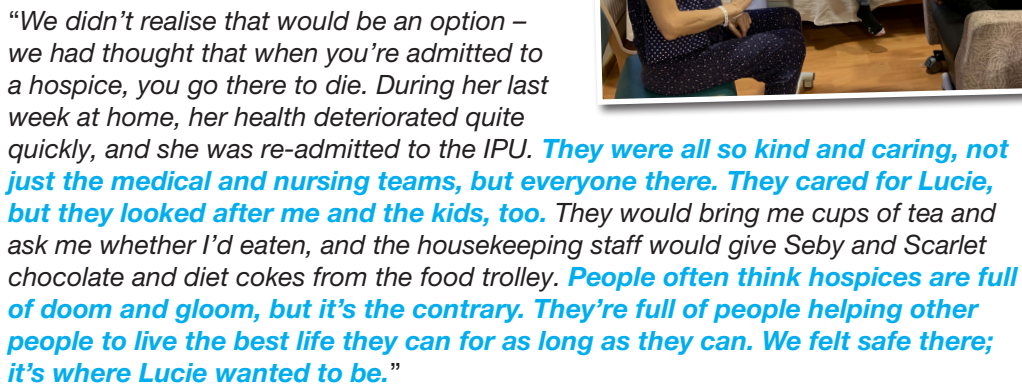 “We didn’t realise that would be an option –
we had thought that when you’re admitted to
a hospice, you go there to die. During her last
week at home, her health deteriorated quite
quickly, and she was re-admitted to the IPU. They were all so kind and caring, not
just the medical and nursing teams, but everyone there. They cared for Lucie,
but they looked after me and the kids, too. They would bring me cups of tea and
ask me whether I’d eaten, and the housekeeping staff would give Seby and Scarlet
chocolate and diet cokes from the food trolley. People often think hospices are full
of doom and gloom, but it’s the contrary. They’re full of people helping other
people to live the best life they can for as long as they can. We felt safe there;
it’s where Lucie wanted to be.”